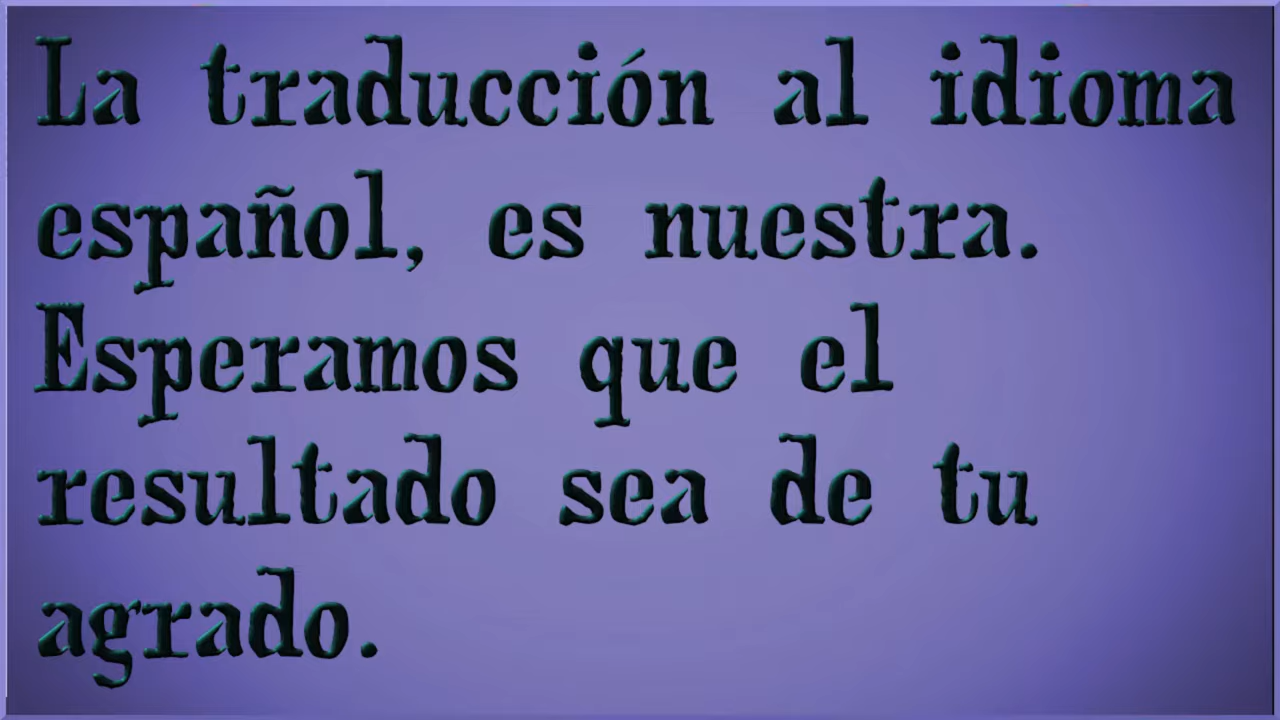 La traducción al idioma
español, es nuestra.
Esperamos que el
resultado sea de tu
agrado.